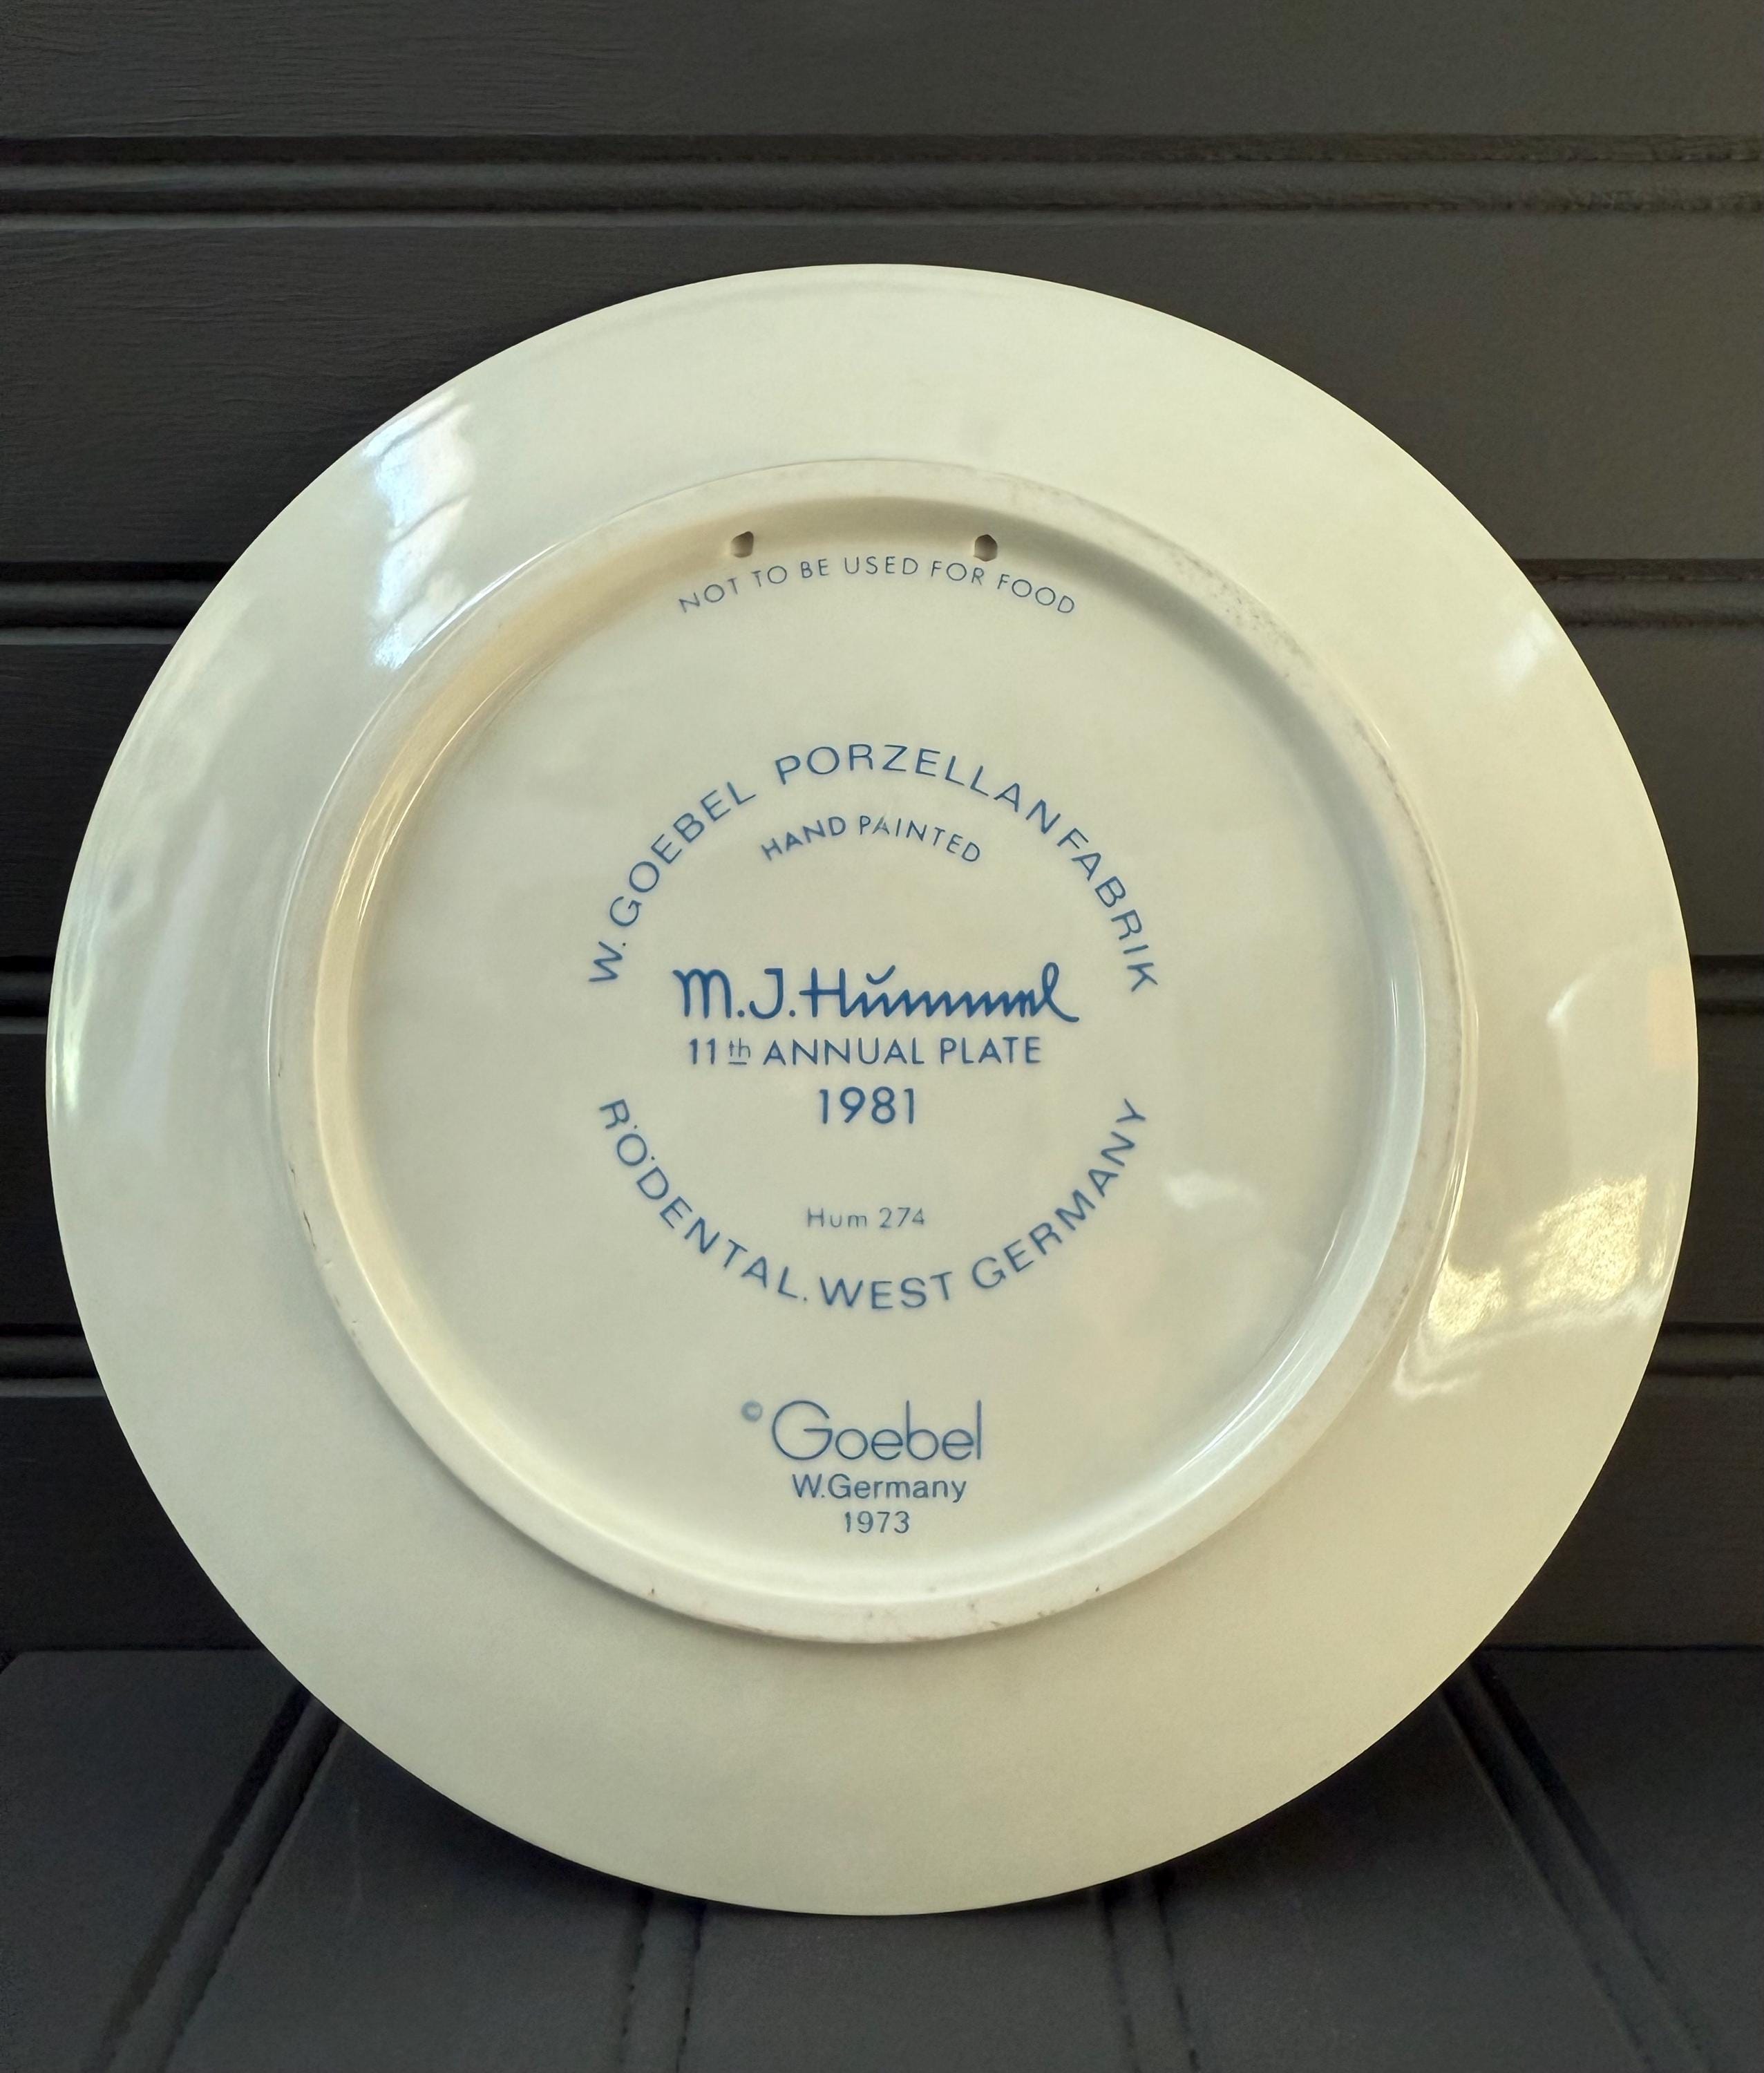 NOT TO BE USED FOR FOOD
W. GOEBEL PORZELLANFABRIK
HAND PAINTED
M.J. Hummel
11th ANNUAL PLATE
1981
Hum 274
RÖDENTAL. WEST GERMANY
© Goebel
W.Germany
1973